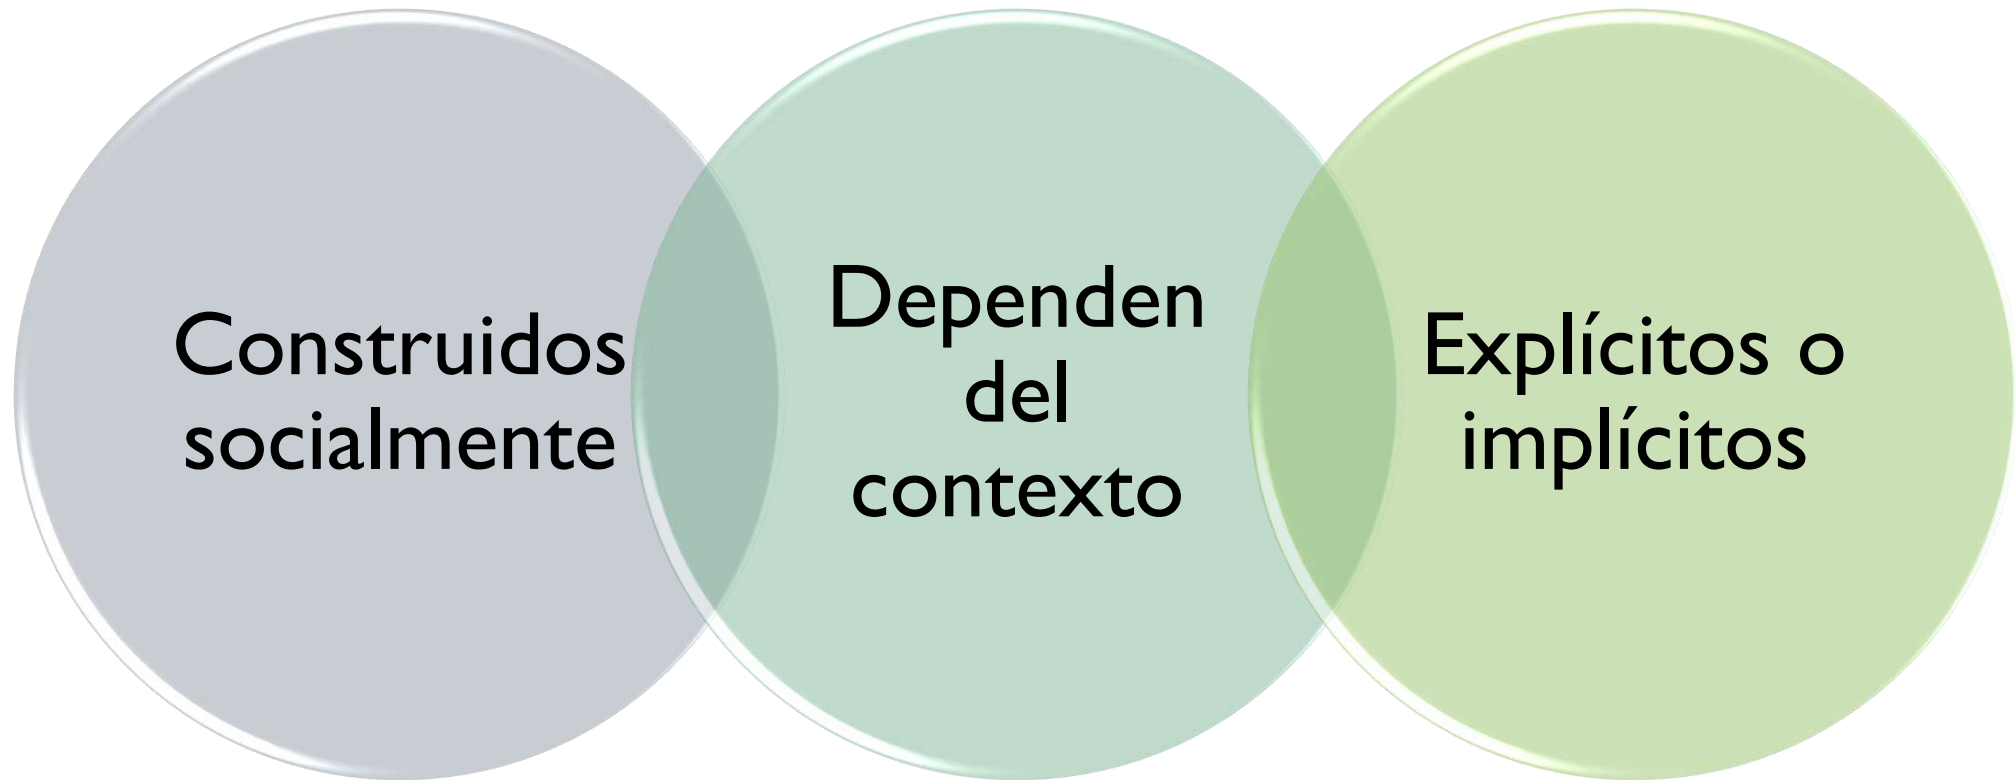 Construidos
socialmente
Dependen
del
contexto
Explícitos o
implícitos